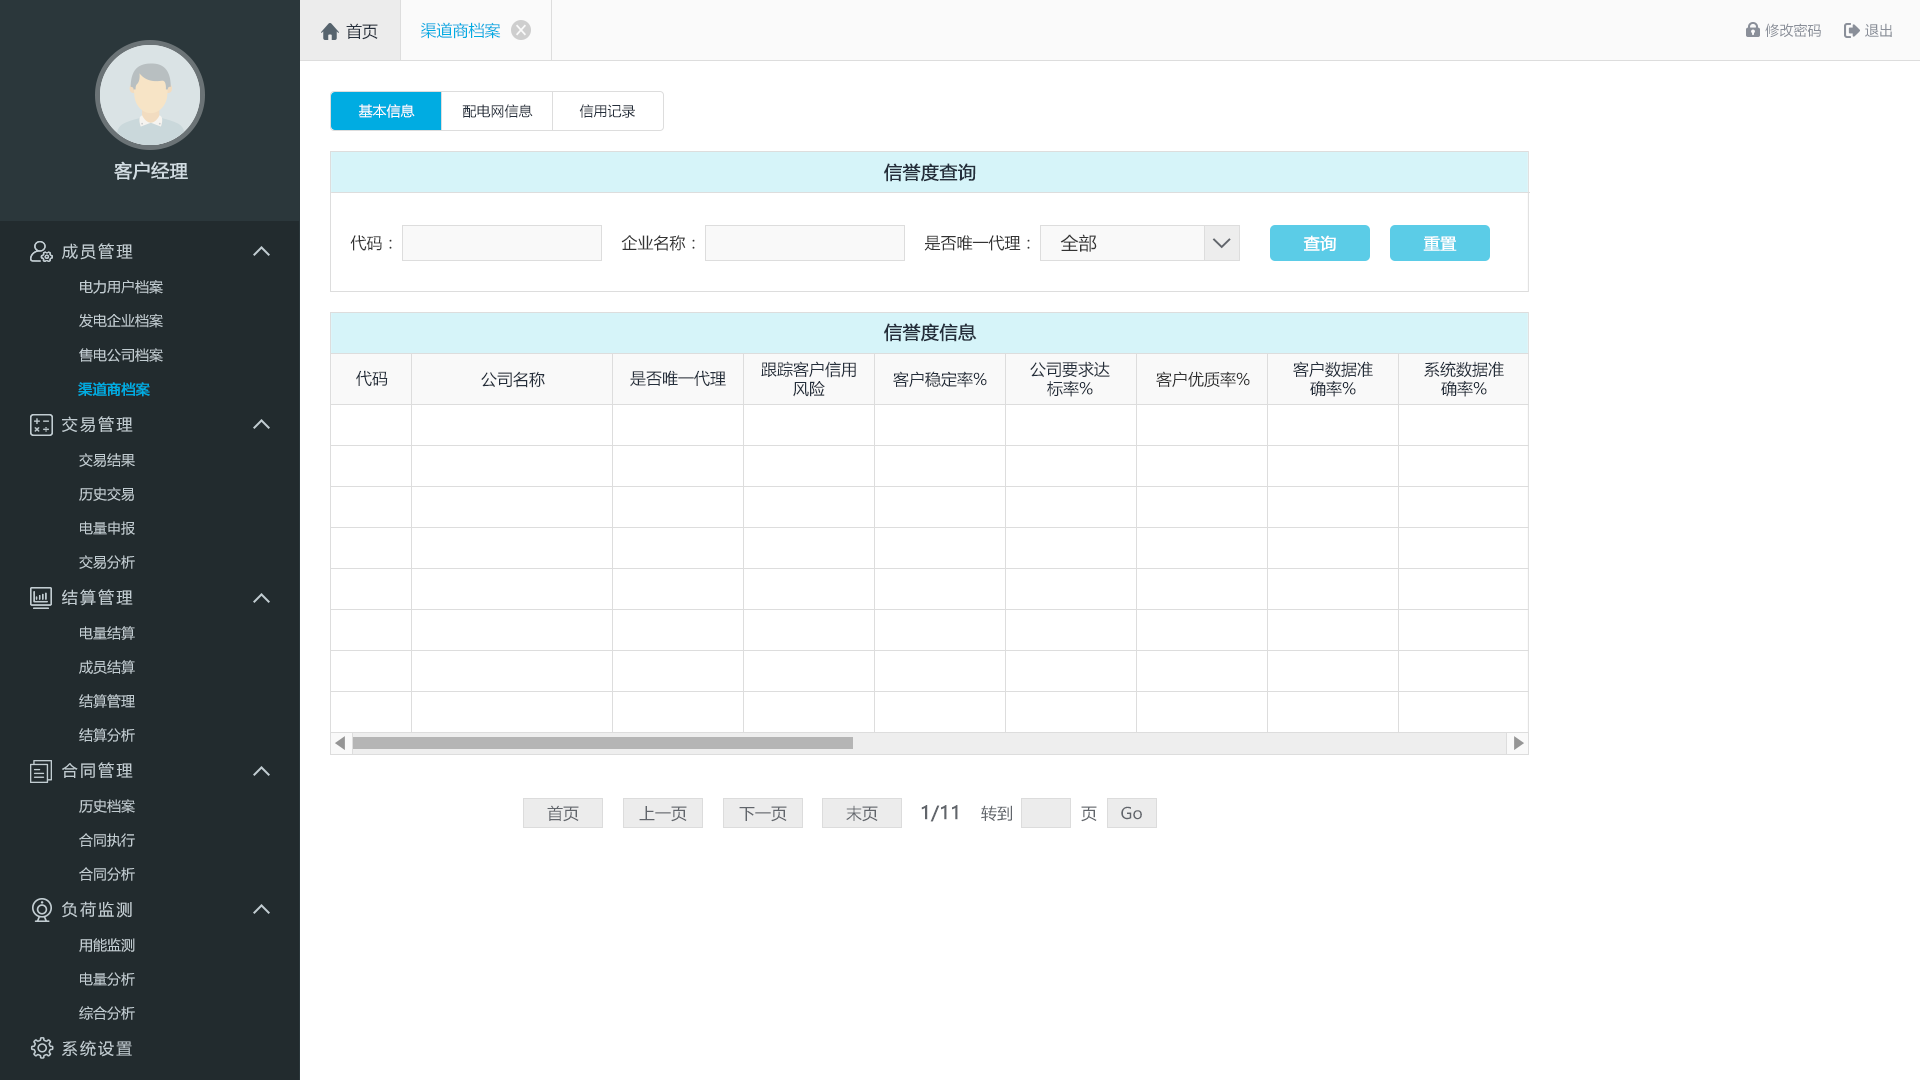 首页
渠道商档案
修改密码
退出
客户经理
成员管理
电力用户档案
发电企业档案
售电公司档案
渠道商档案
交易管理
交易结果
历史交易
电量申报
交易分析
结算管理
电量结算
成员结算
结算管理
结算分析
合同管理
历史档案
合同执行
合同分析
负荷监测
用能监测
电量分析
综合分析
系统设置
基本信息
配电网信息
信用记录
信誉度查询
代码：
企业名称：
是否唯一代理：
全部
查询
重置
信誉度信息
代码
公司名称
是否唯一代理
跟踪客户信用
风险
客户稳定率%
公司要求达
标率%
客户优质率%
客户数据准
确率%
系统数据准
确率%
首页
上一页
下一页
末页
1/11
转到
页
Go